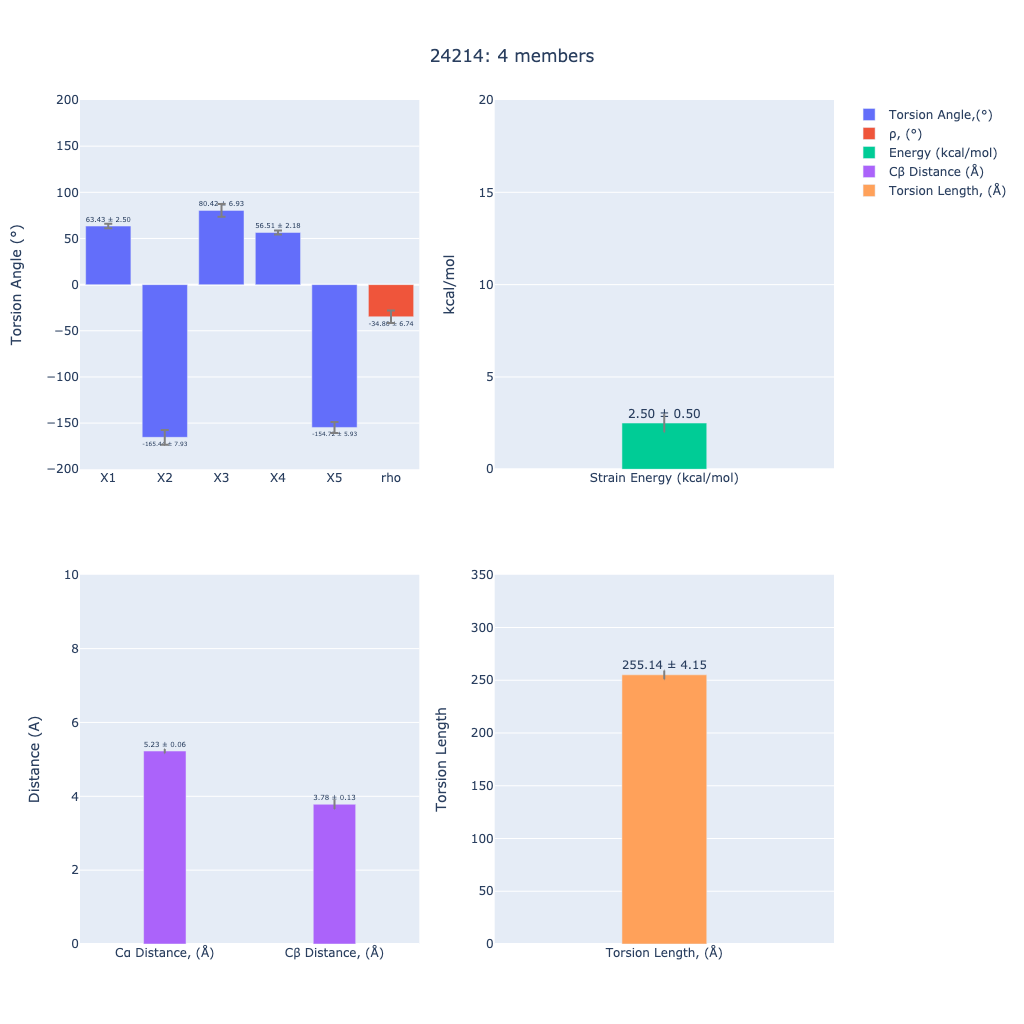 24214: 4 members
Torsion Angle (°)
200
150
100
50
0
−50
−100
−150
−200
63.43 ± 2.50
80.42 ± 6.93
56.51 ± 2.18
± 7.93
± 5.93
± 6.74
X1
X2
X3
X4
X5
rho
kcal/mol
20
15
10
5
0
2.50 ± 0.50
Strain Energy (kcal/mol)
Torsion Angle,(°)
ρ, (°)
Energy (kcal/mol)
Cβ Distance (Å)
Torsion Length, (Å)
Distance (A)
10
8
6
4
2
0
5.23 ± 0.06
3.78 ± 0.13
Cα Distance, (Å)
Cβ Distance, (Å)
Torsion Length
350
300
250
200
150
100
50
0
255.14 ± 4.15
Torsion Length, (Å)